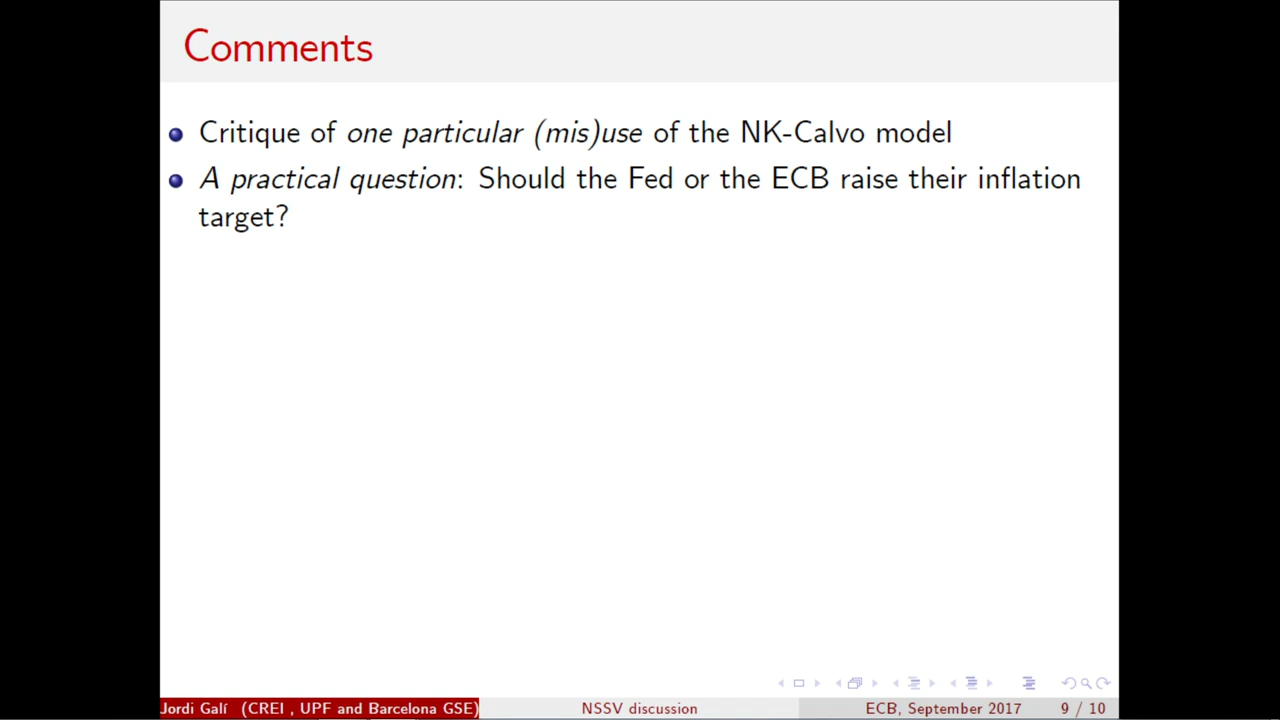 Comments
Critique of one particular (mis)use of the NK-Calvo model
A practical question: Should the Fed or the ECB raise their inflation
target?
Jordi Galí (CREI , UPF and Barcelona GSE) NSSV discussion ECB, September 2017 9 / 10